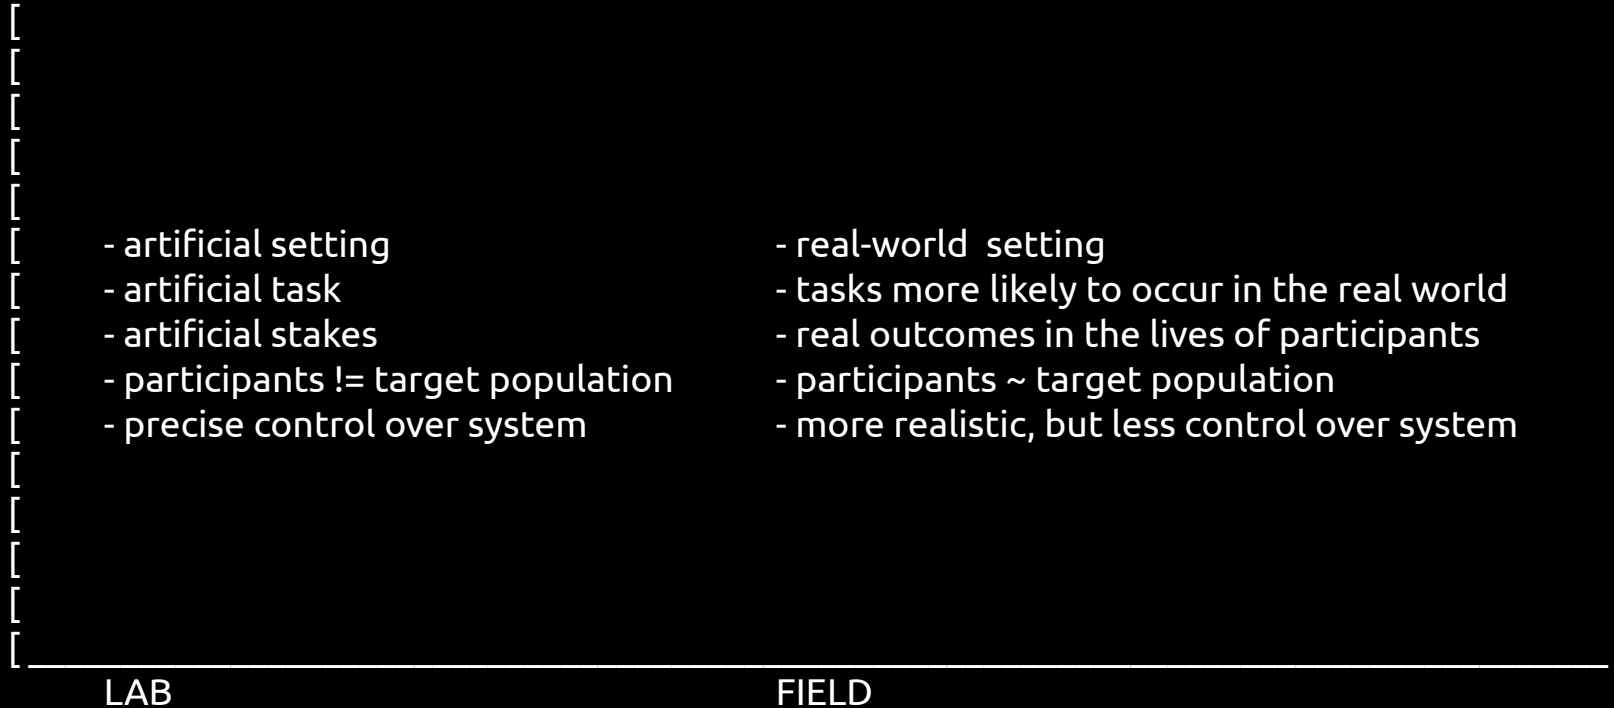 [
[
[
[
[
[ - artificial setting - real-world  setting
[ - artificial task - tasks more likely to occur in the real world
[ - artificial stakes - real outcomes in the lives of participants
[ - participants != target population - participants ~ target population
[ - precise control over system - more realistic, but less control over system
[
[
[
[
[ ______________________________________________________________________________________
LAB FIELD